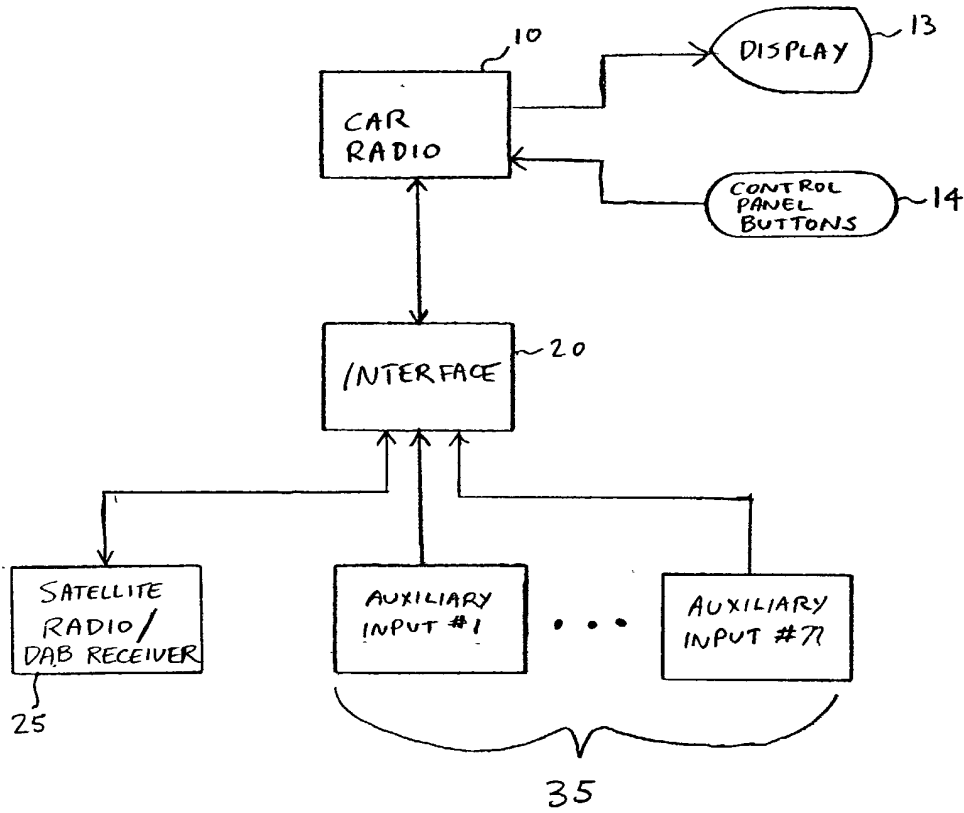 10
CAR
RADIO
DISPLAY
13
CONTROL
PANEL
BUTTONS
14
INTERFACE
20
SATELLITE
RADIO/
DAB RECEIVER
25
AUXILIARY
INPUT #1
• • •
AUXILIARY
INPUT #n
35